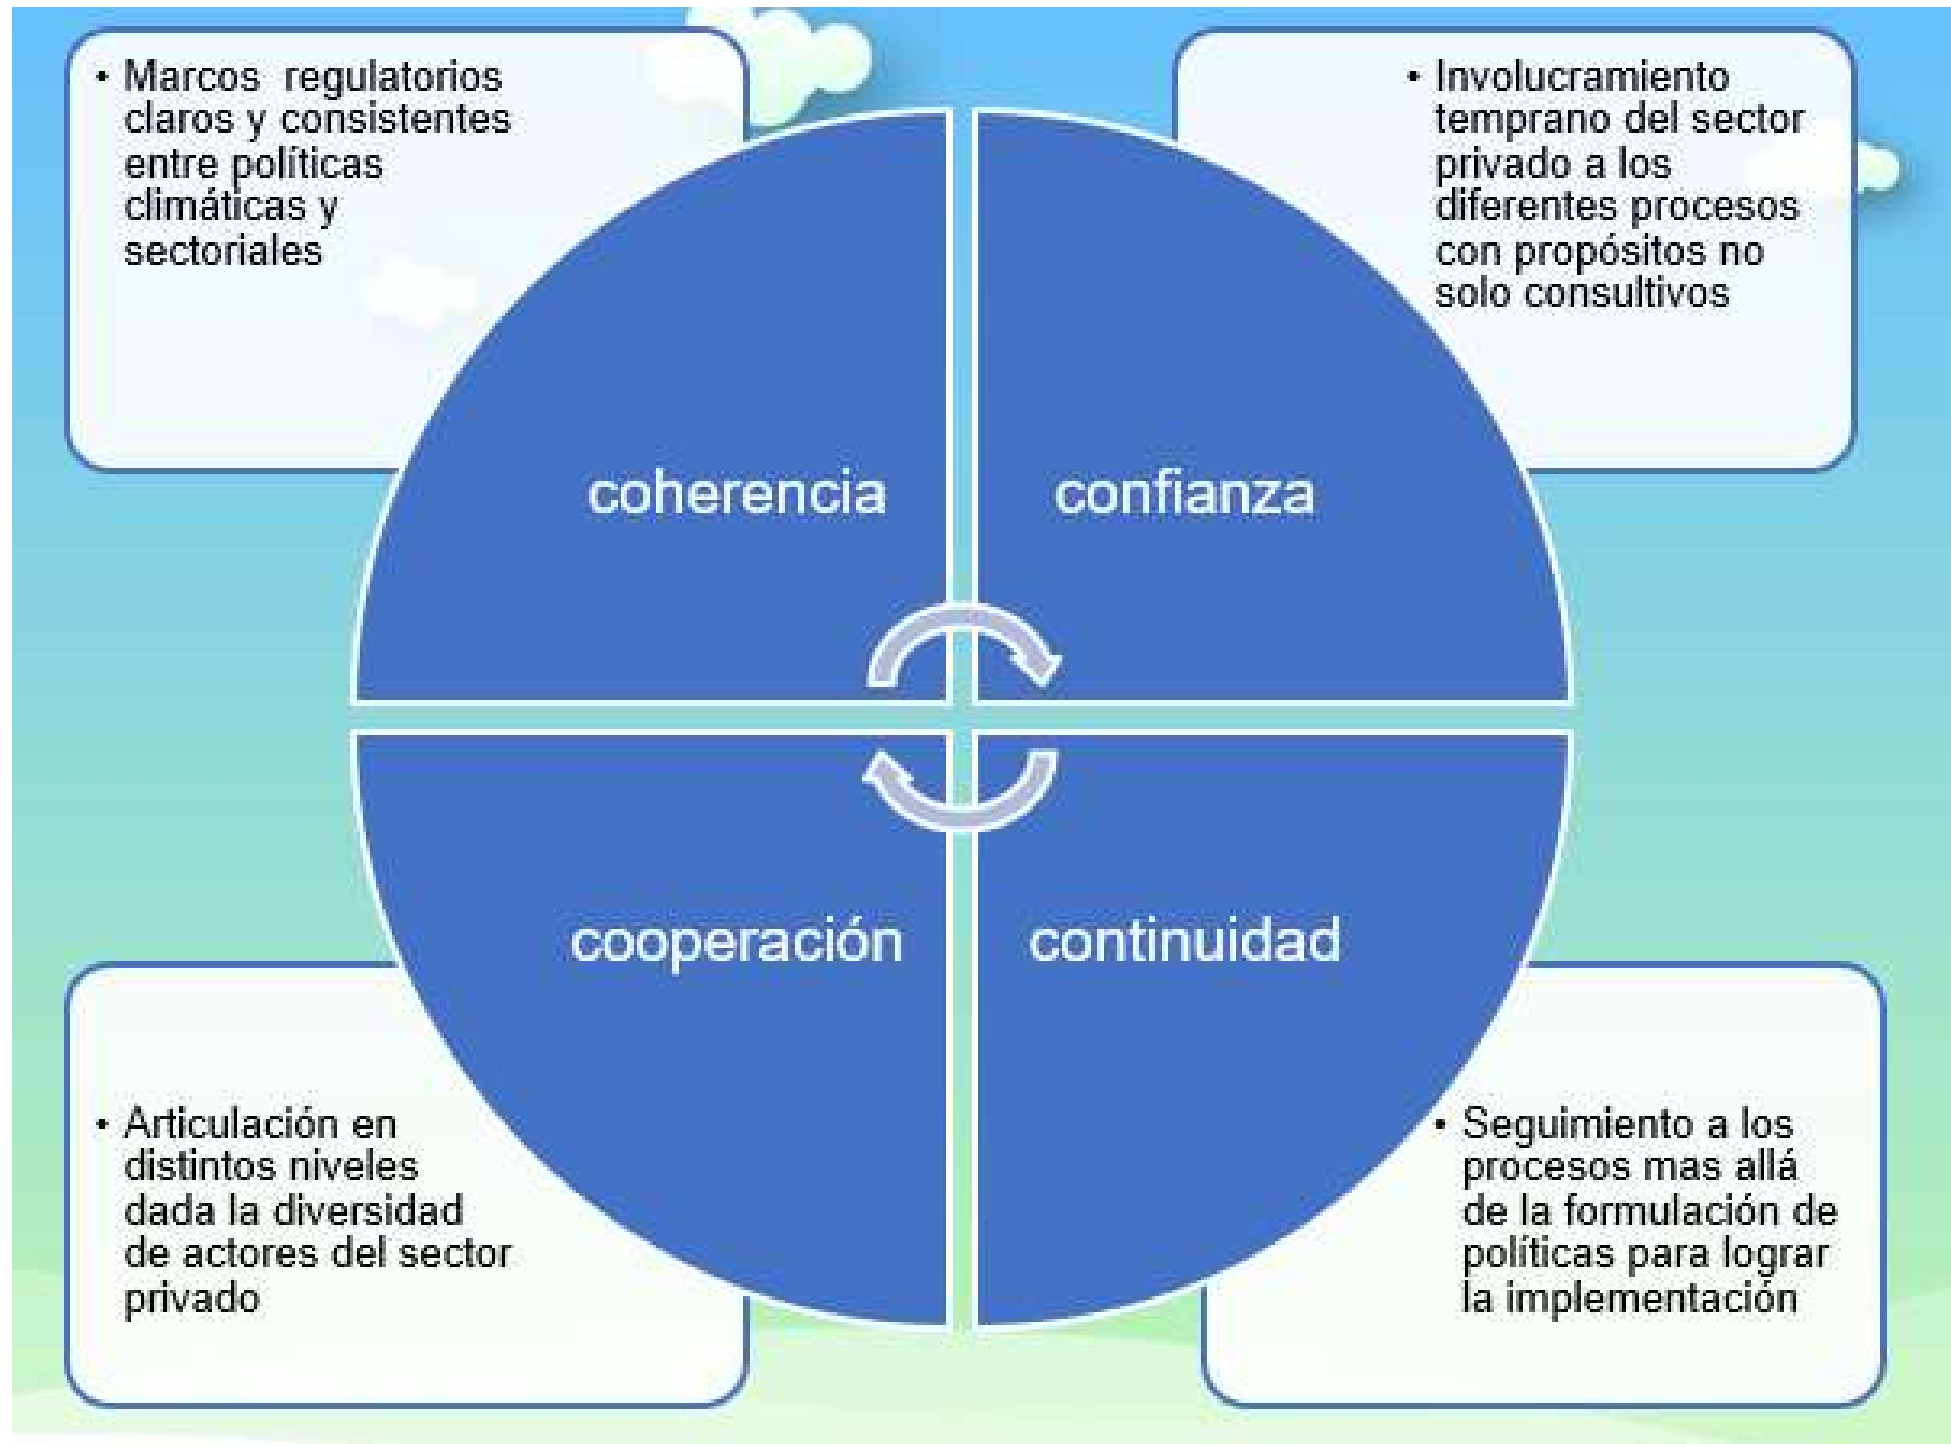 • Marcos  regulatorios
claros y consistentes
entre políticas
climáticas y
sectoriales
• Involucramiento
temprano del sector
privado a los
diferentes procesos
con propósitos no
solo consultivos
coherencia
confianza
cooperación
continuidad
• Articulación en
distintos niveles
dada la diversidad
de actores del sector
privado
• Seguimiento a los
procesos mas allá
de la formulación de
políticas para lograr
la implementación